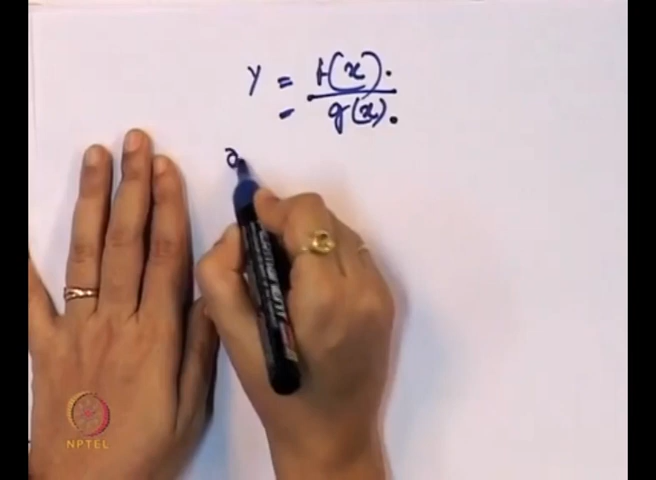 y = f(x)
g(x)
∂
NPTEL